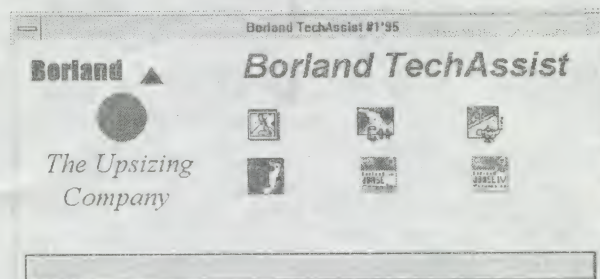 Borland TechAssist #1'95
Borland
Borland TechAssist
The Upsizing
Company